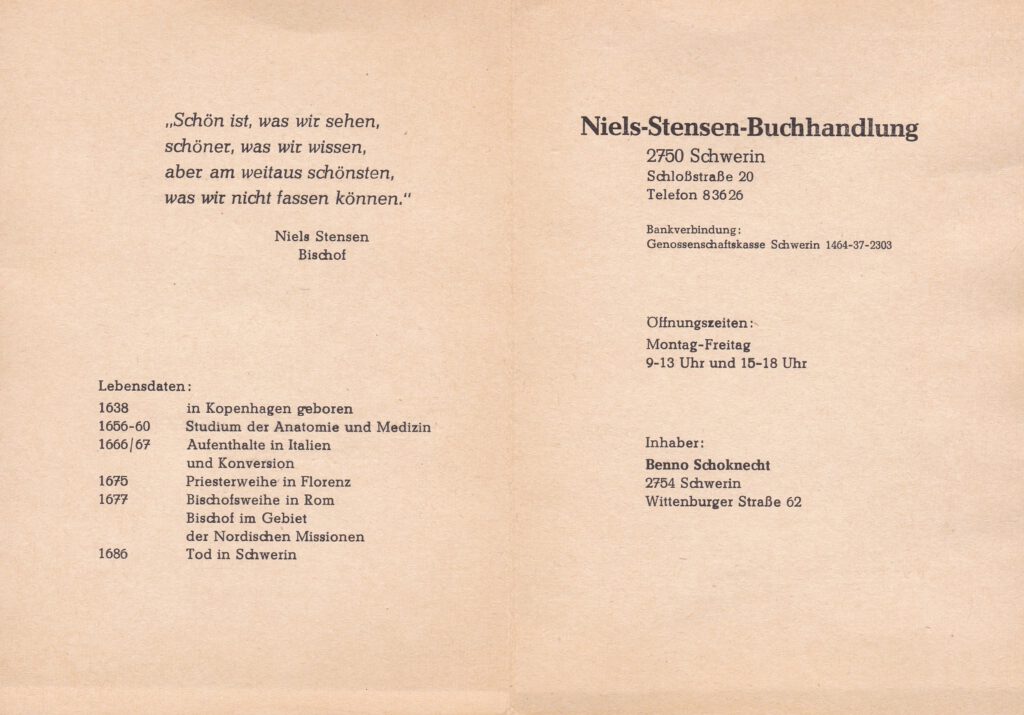 „Schön ist, was wir sehen,
schöner, was wir wissen,
aber am weitaus schönsten,
was wir nicht fassen können."
Niels Stensen
Bischof
Lebensdaten:
1638 in Kopenhagen geboren
1656-60 Studium der Anatomie und Medizin
1666/67 Aufenthalte in Italien
und Konversion
1675 Priesterweihe in Florenz
1677 Bischofsweihe in Rom
Bischof im Gebiet
der Nordischen Missionen
1686 Tod in Schwerin
Niels-Stensen-Buchhandlung
2750 Schwerin
Schloßstraße 20
Telefon 83626
Bankverbindung:
Genossenschaftskasse Schwerin 1464-37-2303
Öffnungszeiten:
Montag-Freitag
9-13 Uhr und 15-18 Uhr
Inhaber:
Benno Schoknecht
2754 Schwerin
Wittenburger Straße 62